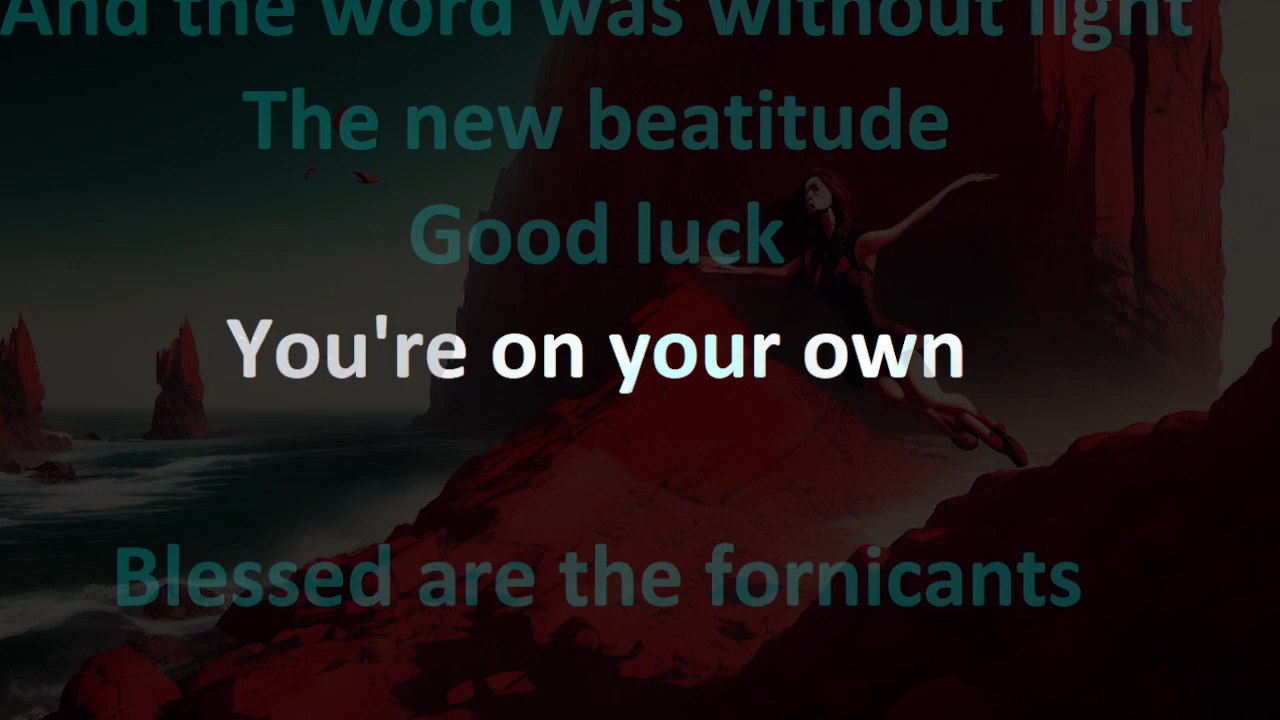 And the word was without light
The new beatitude
Good luck
You're on your own
Blessed are the fornicants